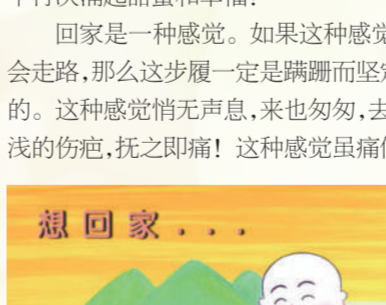 回家是一种感觉。如果这种感觉
会走路,那么这步履一定是蹒跚而坚定
的。这种感觉悄无声息,来也匆匆,去
浅的伤疤,抚之即痛!这种感觉虽痛
想回家...